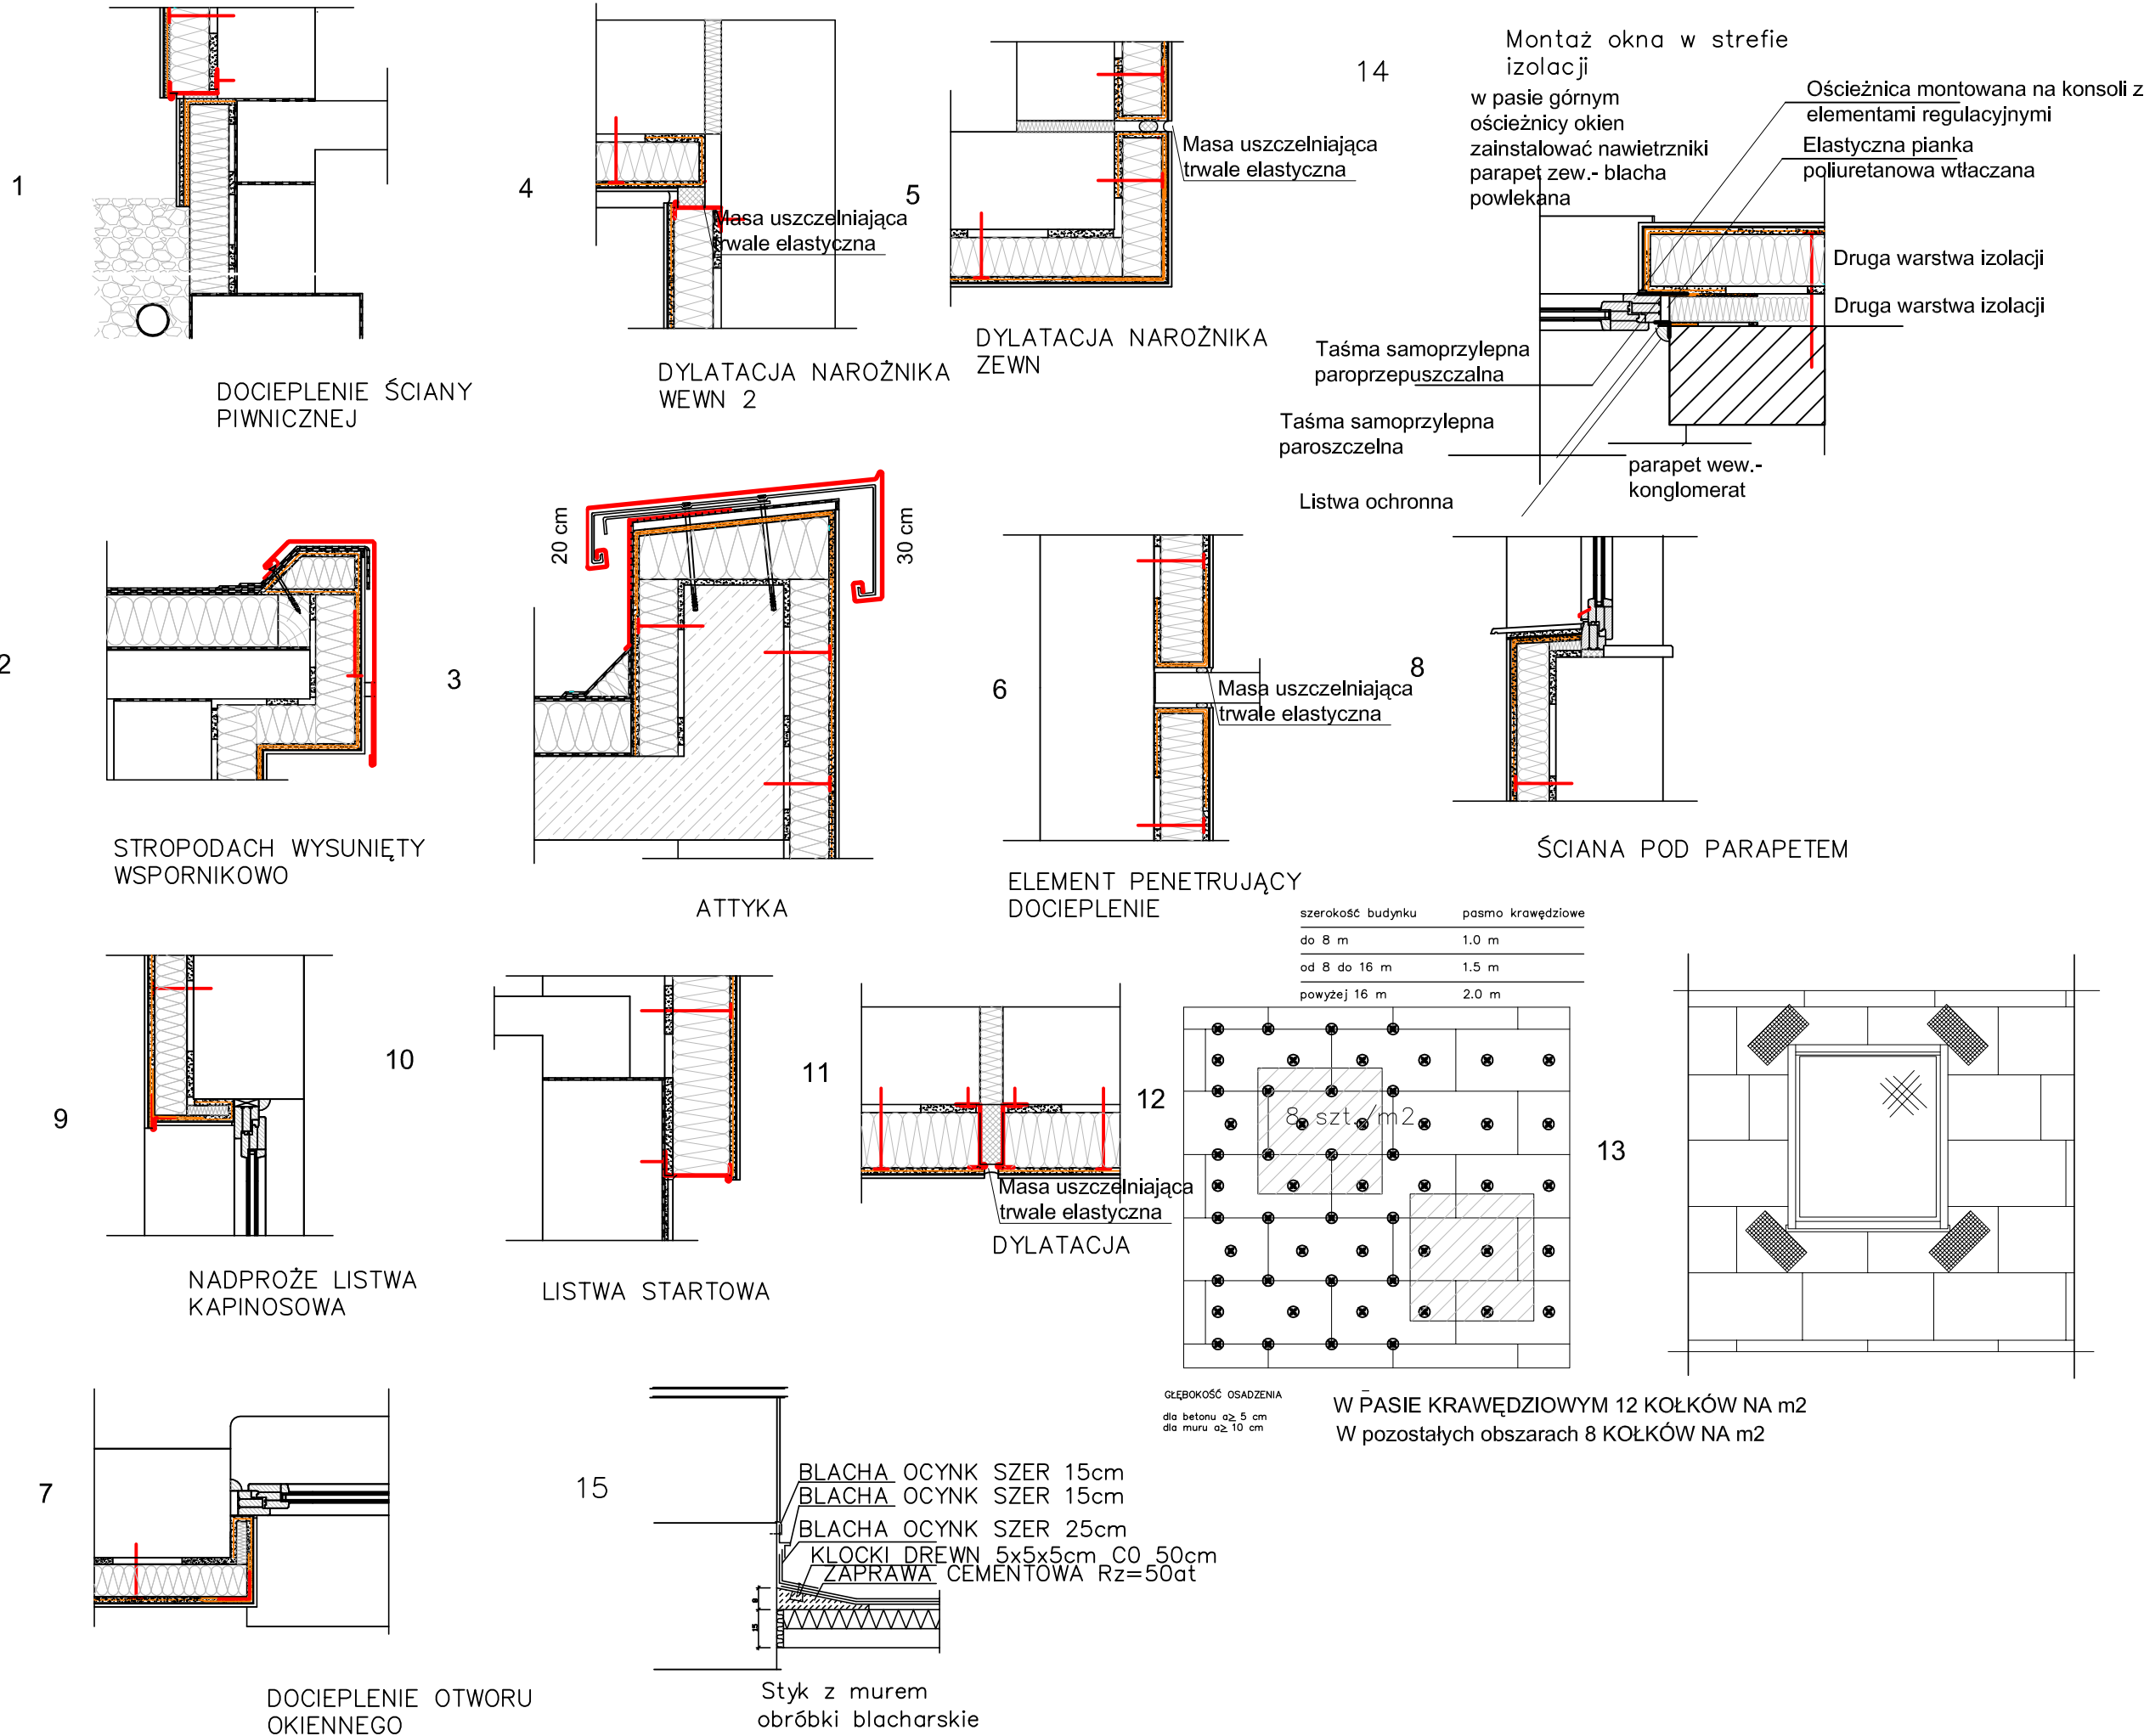 1
DOCIEPLENIE ŚCIANY
PIWNICZNEJ
4
Masa uszczelniająca
trwale elastyczna
DYLATACJA NAROŻNIKA
WEWN 2
5
Masa uszczelniająca
trwale elastyczna
DYLATACJA NAROŻNIKA
ZEWN
14
Montaż okna w strefie
izolacji
w pasie górnym
ościeżnicy okien
zainstalować nawietrzniki
parapet zew.- blacha
powlekana
Ościeżnica montowana na konsoli z
elementami regulacyjnymi
Elastyczna pianka
poliuretanowa wtłaczana
Druga warstwa izolacji
Druga warstwa izolacji
Taśma samoprzylepna
paroprzepuszczalna
Taśma samoprzylepna
paroszczelna
Listwa ochronna
parapet wew.-
konglomerat
2
STROPODACH WYSUNIĘTY
WSPORNIKOWO
3
20 cm
30 cm
ATTYKA
6
Masa uszczelniająca
trwale elastyczna
ELEMENT PENETRUJĄCY
DOCIEPLENIE
8
ŚCIANA POD PARAPETEM
9
NADPROŻE LISTWA
KAPINOSOWA
10
LISTWA STARTOWA
11
Masa uszczelniająca
trwale elastyczna
DYLATACJA
12
szerokość budynku pasmo krawędziowe
do 8 m 1.0 m
od 8 do 16 m 1.5 m
powyżej 16 m 2.0 m
8 szt./m2
GŁĘBOKOŚĆ OSADZENIA
dla betonu a≥ 5 cm
dla muru a≥ 10 cm
W PASIE KRAWĘDZIOWYM 12 KOŁKÓW NA m2
W pozostałych obszarach 8 KOŁKÓW NA m2
13
7
DOCIEPLENIE OTWORU
OKIENNEGO
15
BLACHA OCYNK SZER 15cm
BLACHA OCYNK SZER 15cm
BLACHA OCYNK SZER 25cm
KLOCKI DREWN 5x5x5cm CO 50cm
ZAPRAWA CEMENTOWA Rz=50at
8
15
Styk z murem
obróbki blacharskie